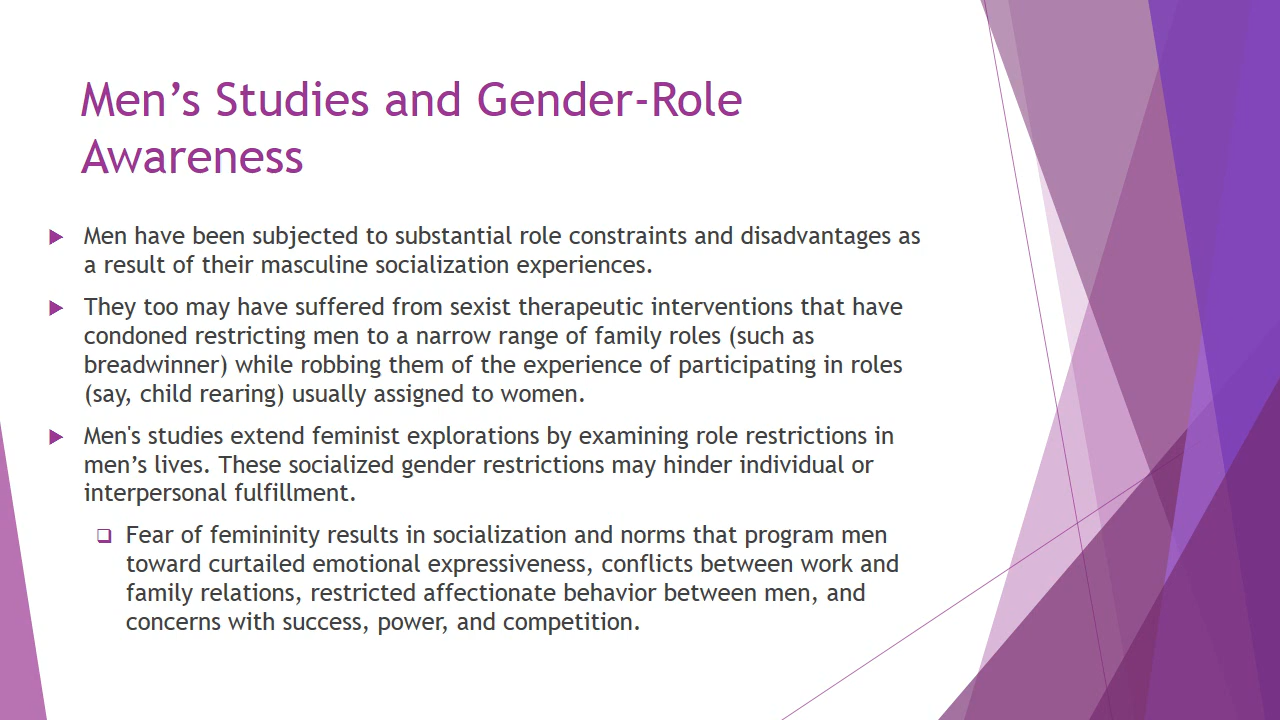 Men’s Studies and Gender-Role
Awareness
Men have been subjected to substantial role constraints and disadvantages as
a result of their masculine socialization experiences.
They too may have suffered from sexist therapeutic interventions that have
condoned restricting men to a narrow range of family roles (such as
breadwinner) while robbing them of the experience of participating in roles
(say, child rearing) usually assigned to women.
Men's studies extend feminist explorations by examining role restrictions in
men’s lives. These socialized gender restrictions may hinder individual or
interpersonal fulfillment.
Fear of femininity results in socialization and norms that program men
toward curtailed emotional expressiveness, conflicts between work and
family relations, restricted affectionate behavior between men, and
concerns with success, power, and competition.